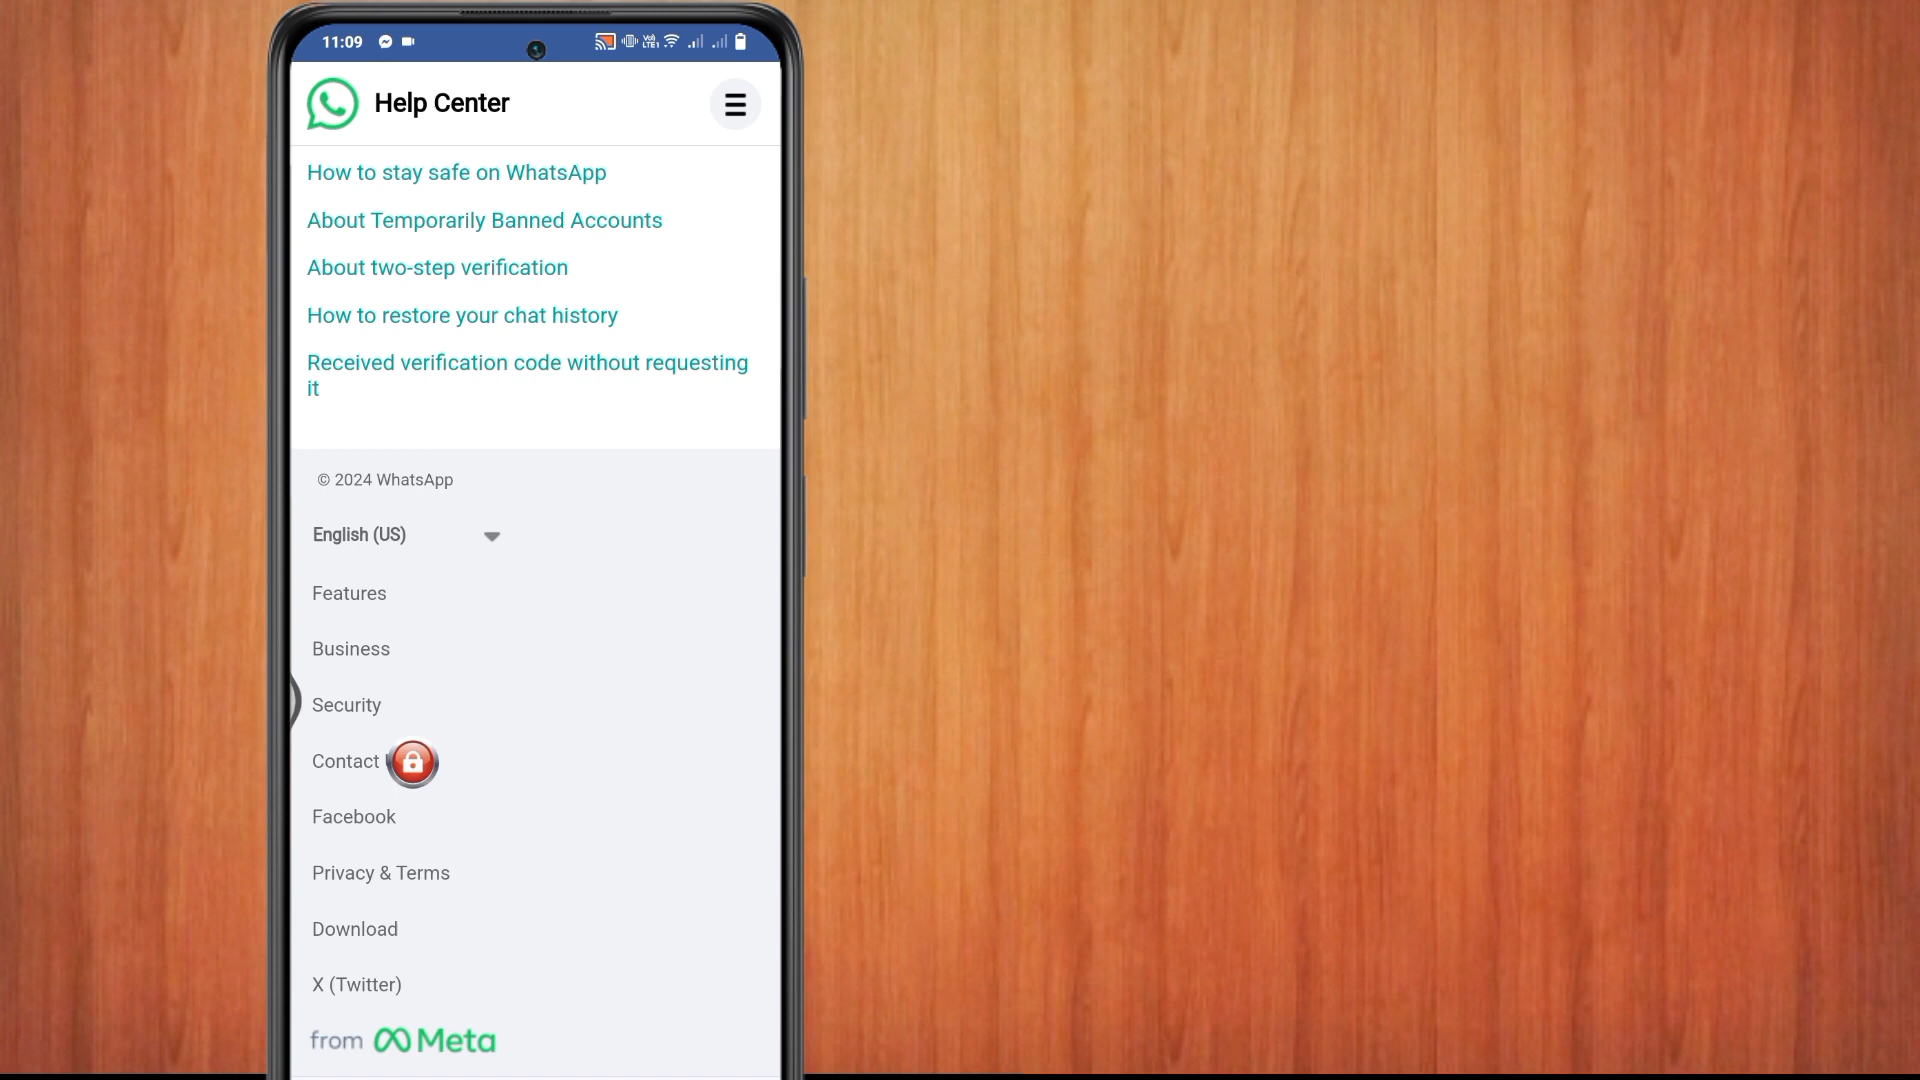 11:09
Help Center
How to stay safe on WhatsApp
About Temporarily Banned Accounts
About two-step verification
How to restore your chat history
Received verification code without requesting
it
© 2024 WhatsApp
English (US)
Features
Business
Security
Contact
Facebook
Privacy & Terms
Download
X (Twitter)
from Meta